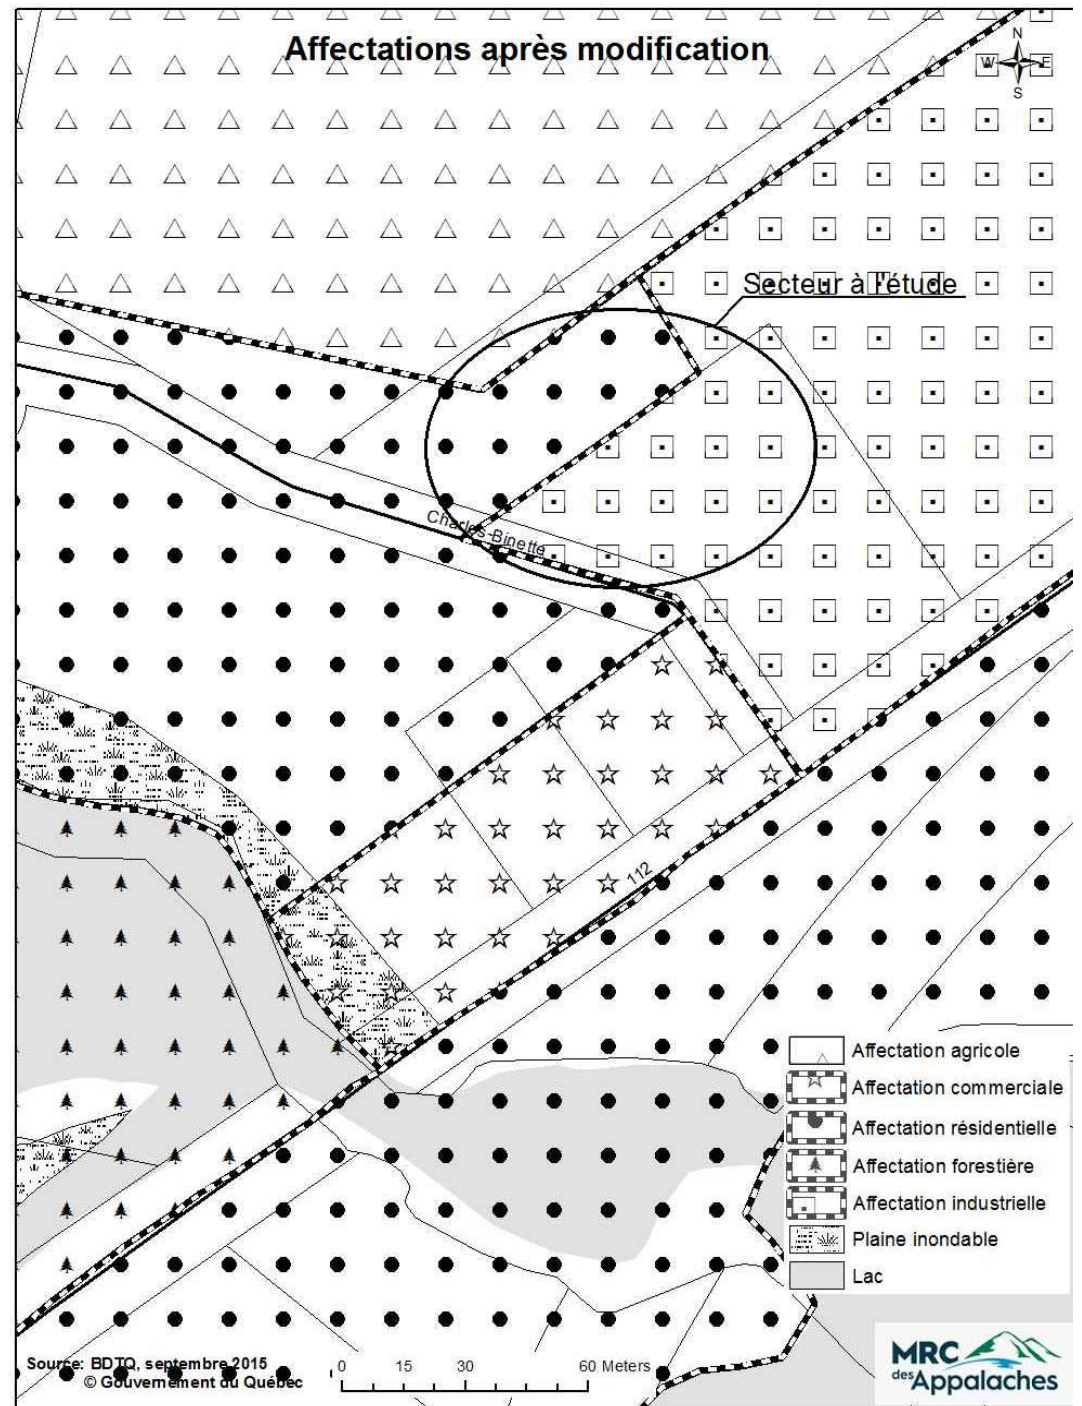 Affectations après modification
N
W E
S
Secteur à l'étude
Charles-Binette
112
Affectation agricole
Affectation commerciale
Affectation résidentielle
Affectation forestière
Affectation industrielle
Plaine inondable
Lac
Source: BDTQ, septembre 2015
© Gouvernement du Québec
0 15 30 60 Meters
MRC
des Appalaches